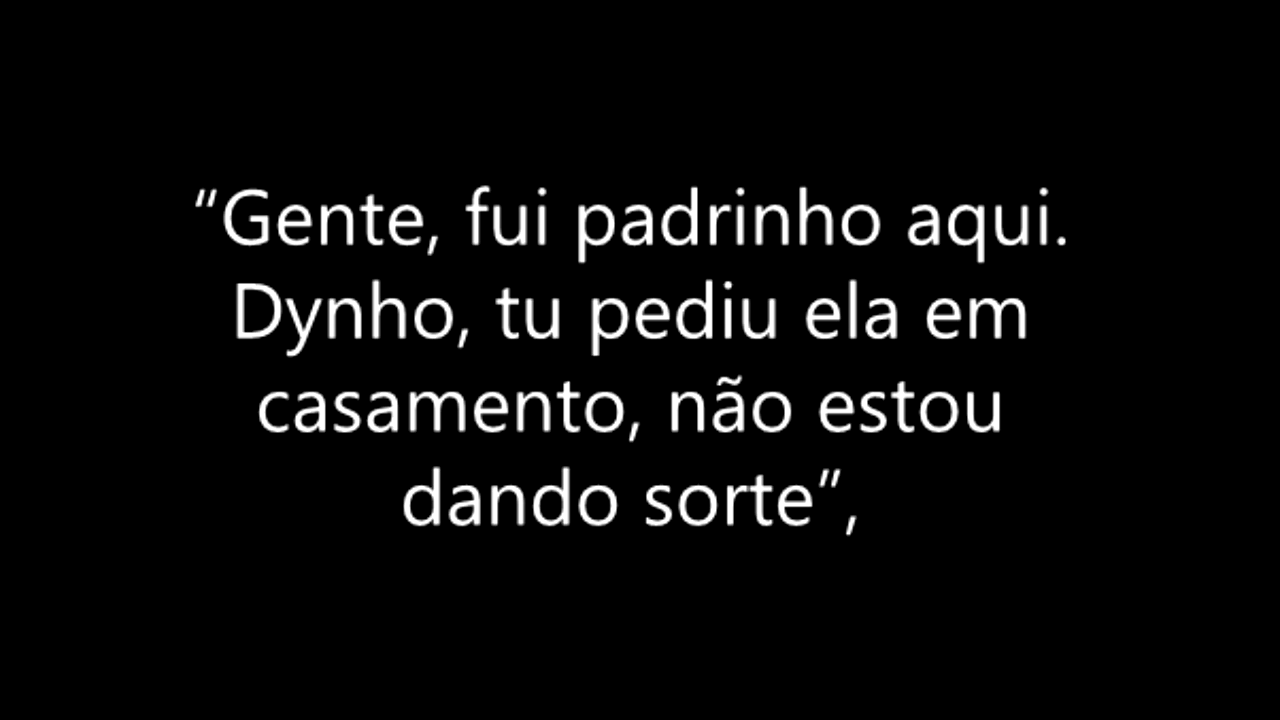 “Gente, fui padrinho aqui.
Dynho, tu pediu ela em
casamento, não estou
dando sorte”,